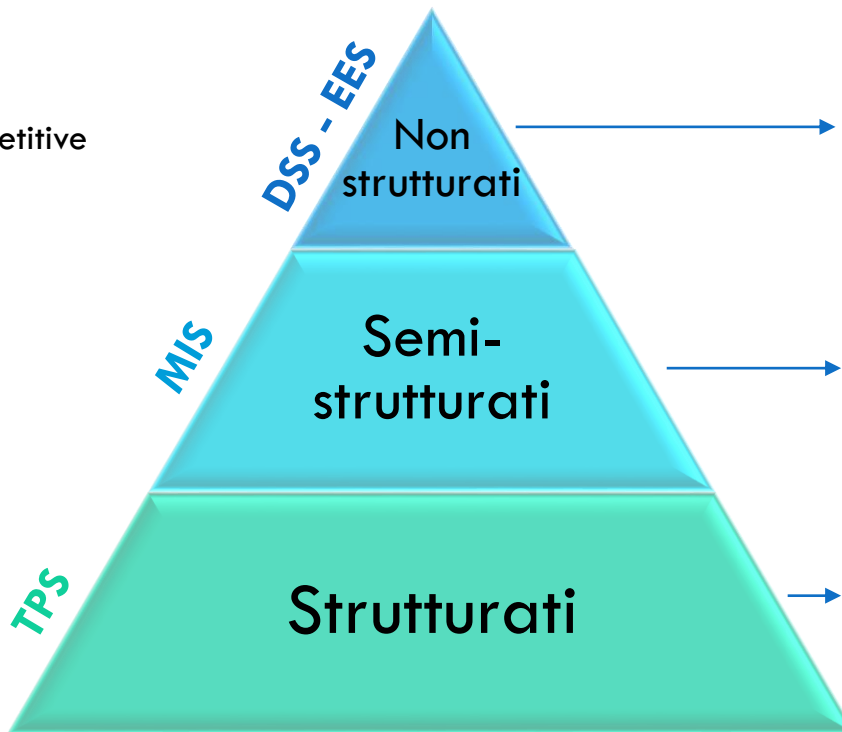 DSS - EES
etitive
Non
strutturati
MIS
Semi-
strutturati
TPS
Strutturati